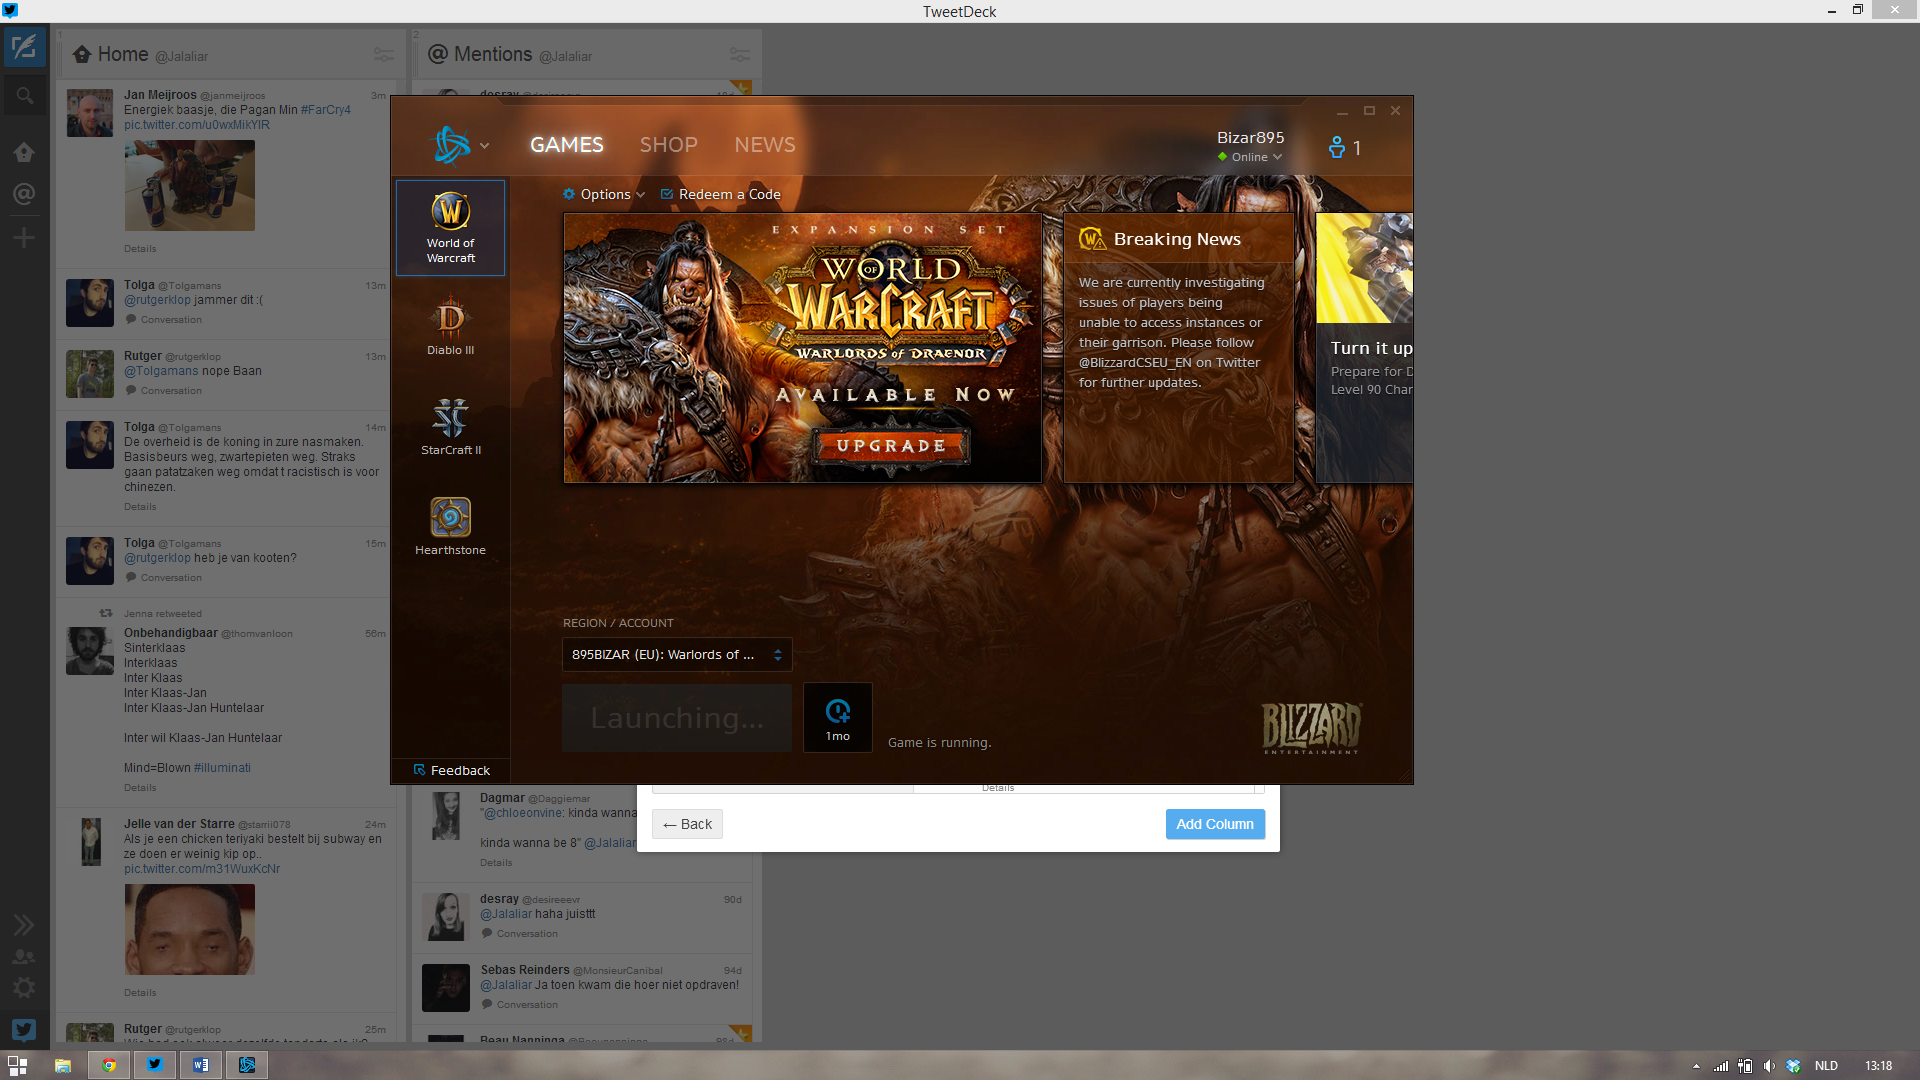 TweetDeck
1
Home @Jalaliar
2
@ Mentions @Jalaliar
Jan Meijroos @janmeijroos 3m
Energiek baasje, die Pagan Min #FarCry4
pic.twitter.com/u0wxMikYIR
Details
Tolga @Tolgamans 13m
@rutgerklop jammer dit :(
Conversation
Rutger @rutgerklop 13m
@Tolgamans nope Baan
Conversation
Tolga @Tolgamans 14m
De overheid is de koning in zure nasmaken.
Basisbeurs weg, zwartepieten weg. Straks
gaan patatzaken weg omdat t racistisch is voor
chinezen.
Details
Tolga @Tolgamans 15m
@rutgerklop heb je van kooten?
Conversation
Jenna retweeted
Onbehandigbaar @thomvanloon 56m
Sinterklaas
Interklaas
Inter Klaas
Inter Klaas-Jan
Inter Klaas-Jan Huntelaar
Inter wil Klaas-Jan Huntelaar
Mind=Blown #illuminati
Details
Jelle van der Starre @starrii078 24m
Als je een chicken teriyaki bestelt bij subway en
ze doen er weinig kip op..
pic.twitter.com/m31WuxKcNr
Details
Rutger @rutgerklop 25m
desray
GAMES
SHOP
NEWS
Bizar895
Online
1
World of
Warcraft
Diablo III
StarCraft II
Hearthstone
Feedback
Options
Redeem a Code
EXPANSION SET
WORLD
OF
WARCRAFT
WARLORDS OF DRAENOR
AVAILABLE NOW
UPGRADE
Breaking News
We are currently investigating
issues of players being
unable to access instances or
their garrison. Please follow
@BlizzardCSEU_EN on Twitter
for further updates.
Turn it up
Prepare for D
Level 90 Char
REGION / ACCOUNT
895BIZAR (EU): Warlords of ...
Launching...
1mo
Game is running.
BLIZZARD
ENTERTAINMENT
Details
← Back
Add Column
Dagmar @Daggiemar
"@chloeonvine: kinda wanna
kinda wanna be 8" @Jalaliar
Details
desray @desireeevr 90d
@Jalaliar haha juisttt
Conversation
Sebas Reinders @MonsieurCanibal 94d
@Jalaliar Ja toen kwam die hoer niet opdraven!
Conversation
Beau Nanninga
NLD
13:18